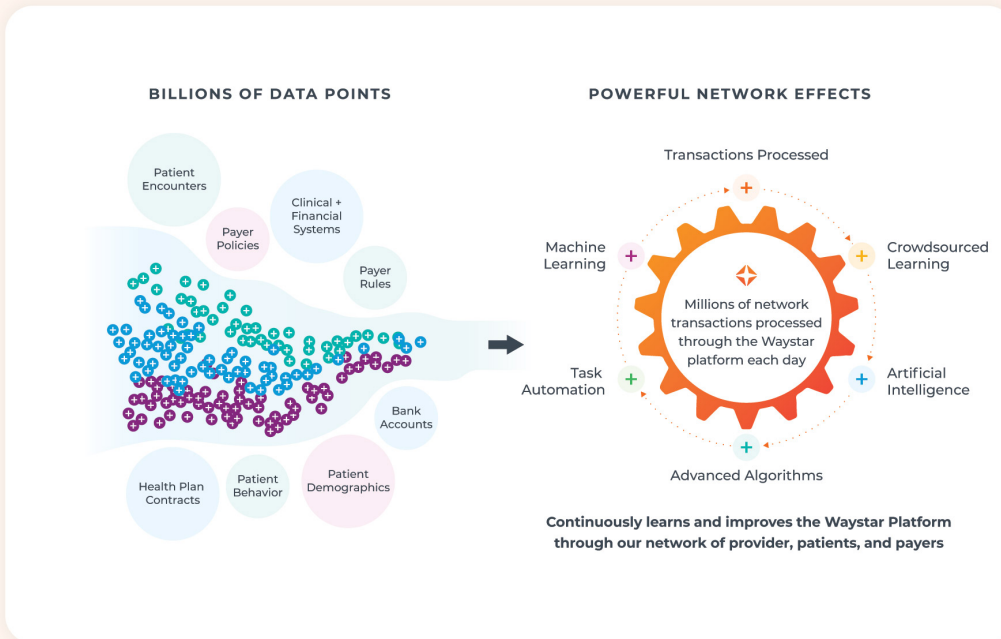 BILLIONS OF DATA POINTS
Patient
Encounters
Payer
Policies
Clinical +
Financial
Systems
Payer
Rules
Bank
Accounts
Health Plan
Contracts
Patient
Behavior
Patient
Demographics
POWERFUL NETWORK EFFECTS
Transactions Processed
Machine
Learning
Crowdsourced
Learning
Millions of network
transactions processed
through the Waystar
platform each day
Task
Automation
Artificial
Intelligence
Advanced Algorithms
Continuously learns and improves the Waystar Platform
through our network of provider, patients, and payers